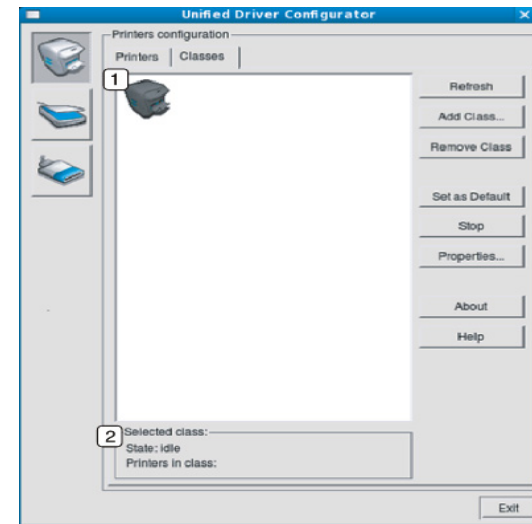 Unified Driver Configurator
Printers configuration
Printers
Classes
1
Refresh
Add Class...
Remove Class
Set as Default
Stop
Properties...
About
Help
2
Selected class:
State: idle
Printers in class:
Exit